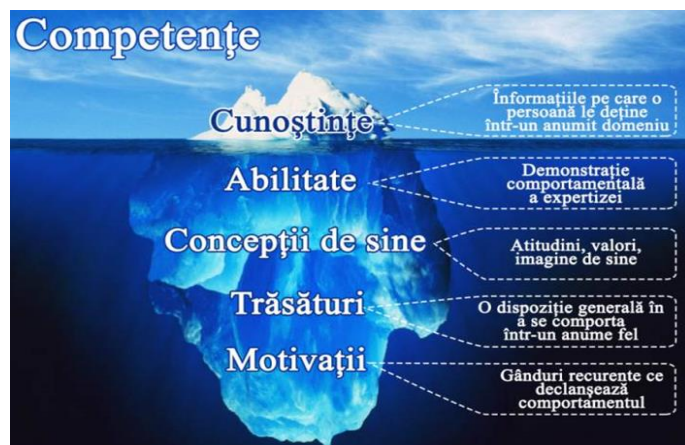 Competențe
Cunoștințe
Înformațiile pe care o
persoană le deține
într-un anumit domeniu
Abilitate
Demonstrație
comportamentală
a expertizei
Concepții de sine
Atitudini, valori,
imagine de sine
Trăsături
O dispoziție generală în
a se comporta
într-un anume fel
Motivații
Gânduri recurente ce
declanșează
comportamentul